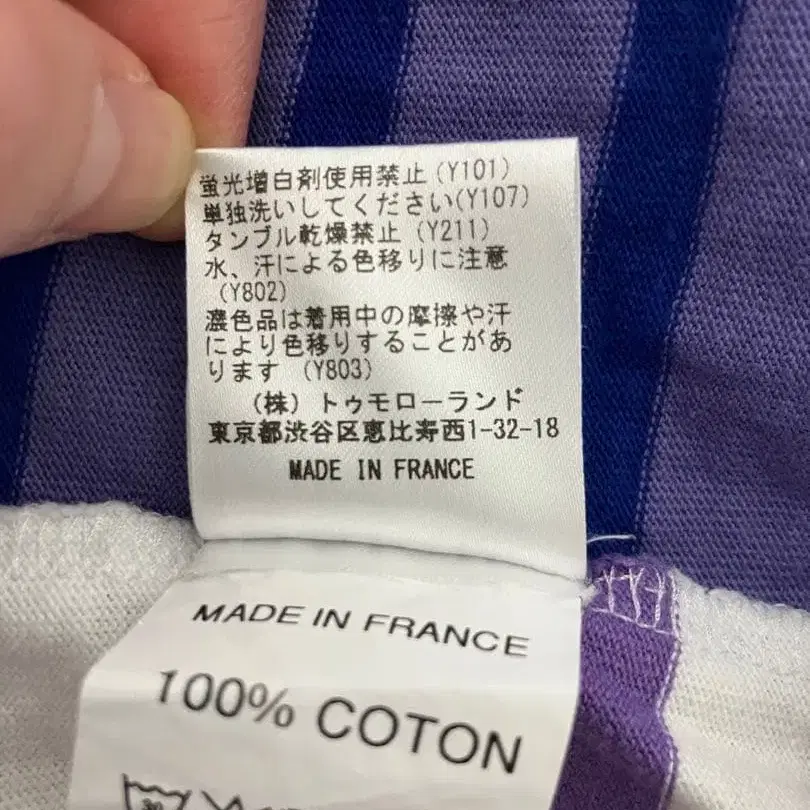 蛍光増白剤使用禁止(Y101)
単独洗いしてください(Y107)
タンブル乾燥禁止(Y211)
水、汗による色移りに注意
(Y802)
濃色品は着用中の摩擦や汗
により色移りすることがあ
ります (Y803)
(株)トゥモローランド
東京都渋谷区恵比寿西1-32-18
MADE IN FRANCE
MADE IN FRANCE
100% COTON
30